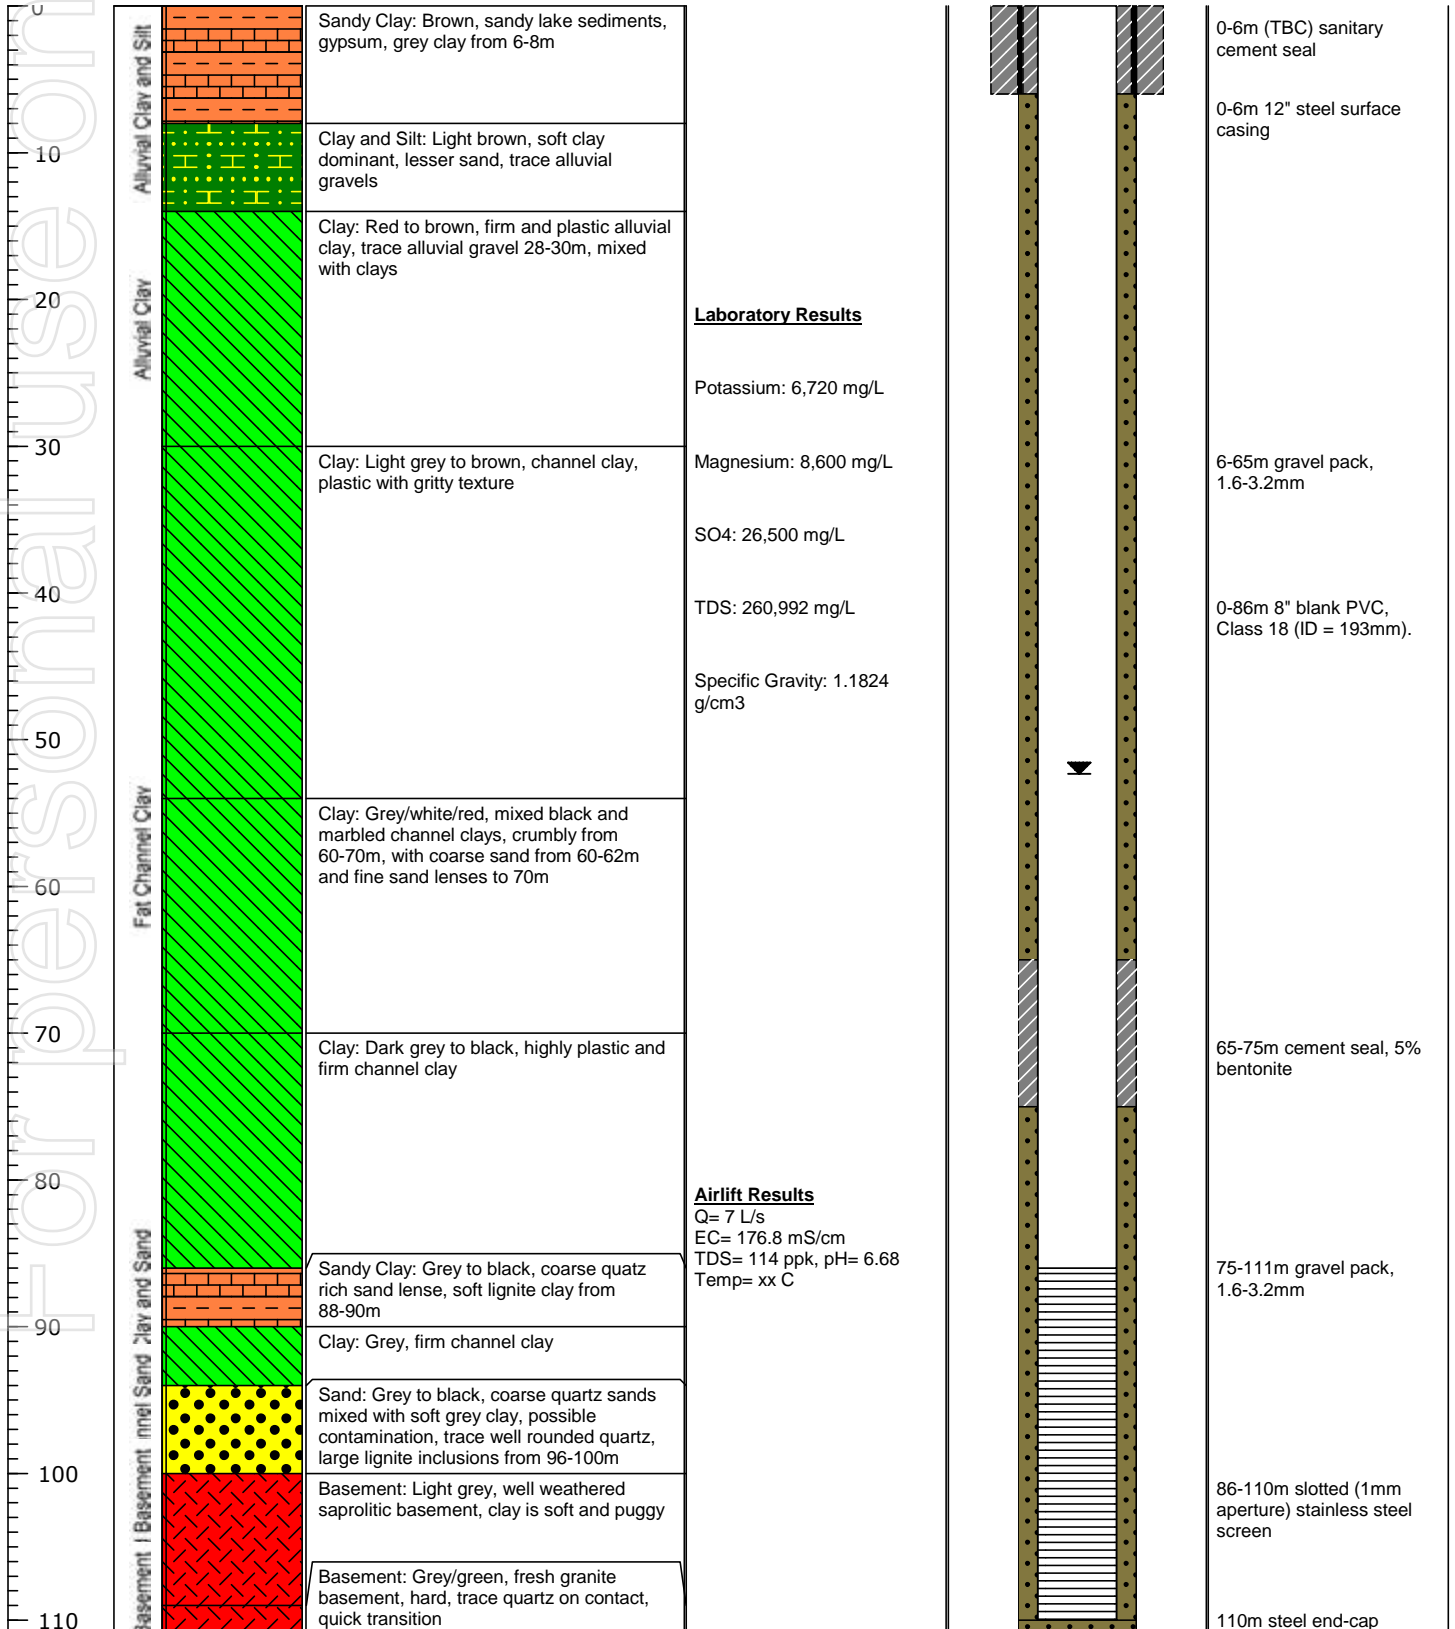 For personal use on
0
10
20
30
40
50
60
70
80
90
100
110
Alluvial Clay and Silt
Alluvial Clay
Fat Channel Clay
Clay and Sand
nnel Sand
Basement
Basement
Sandy Clay: Brown, sandy lake sediments,
gypsum, grey clay from 6-8m
Clay and Silt: Light brown, soft clay
dominant, lesser sand, trace alluvial
gravels
Clay: Red to brown, firm and plastic alluvial
clay, trace alluvial gravel 28-30m, mixed
with clays
Clay: Light grey to brown, channel clay,
plastic with gritty texture
Clay: Grey/white/red, mixed black and
marbled channel clays, crumbly from
60-70m, with coarse sand from 60-62m
and fine sand lenses to 70m
Clay: Dark grey to black, highly plastic and
firm channel clay
Sandy Clay: Grey to black, coarse quatz
rich sand lense, soft lignite clay from
88-90m
Clay: Grey, firm channel clay
Sand: Grey to black, coarse quartz sands
mixed with soft grey clay, possible
contamination, trace well rounded quartz,
large lignite inclusions from 96-100m
Basement: Light grey, well weathered
saprolitic basement, clay is soft and puggy
Basement: Grey/green, fresh granite
basement, hard, trace quartz on contact,
quick transition
Laboratory Results
Potassium: 6,720 mg/L
Magnesium: 8,600 mg/L
SO4: 26,500 mg/L
TDS: 260,992 mg/L
Specific Gravity: 1.1824
g/cm3
Airlift Results
Q= 7 L/s
EC= 176.8 mS/cm
TDS= 114 ppk, pH= 6.68
Temp= xx C
0-6m (TBC) sanitary
cement seal
0-6m 12" steel surface
casing
6-65m gravel pack,
1.6-3.2mm
0-86m 8" blank PVC,
Class 18 (ID = 193mm).
65-75m cement seal, 5%
bentonite
75-111m gravel pack,
1.6-3.2mm
86-110m slotted (1mm
aperture) stainless steel
screen
110m steel end-cap